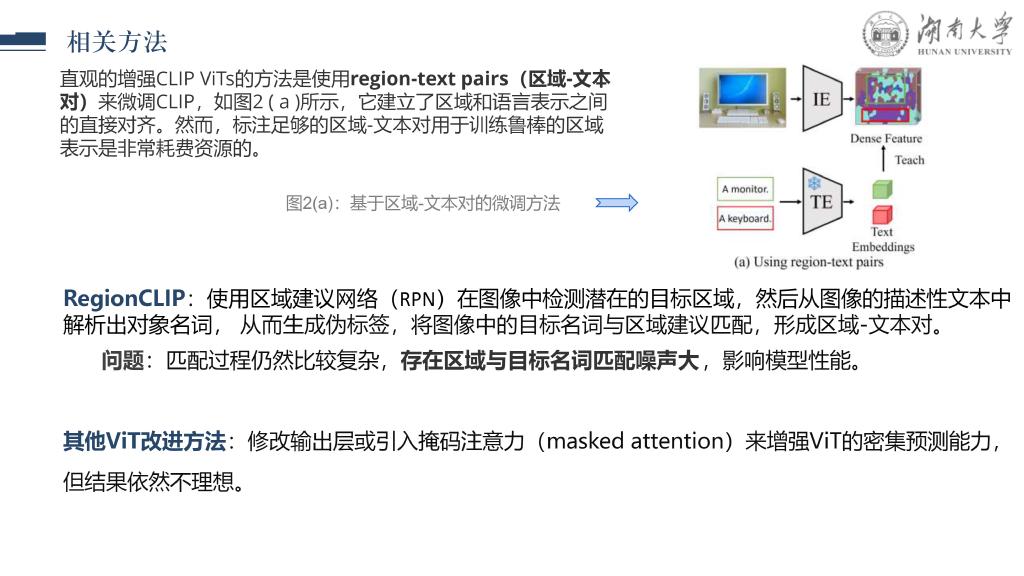 相关方法
湖南大学
HUNAN UNIVERSITY
直观的增强CLIP ViTs的方法是使用region-text pairs（区域-文本
对）来微调CLIP，如图2 ( a )所示，它建立了区域和语言表示之间
的直接对齐。然而，标注足够的区域-文本对用于训练鲁棒的区域
表示是非常耗费资源的。
图2(a)：基于区域-文本对的微调方法
IE
Dense Feature
Teach
A monitor.
A keyboard.
TE
Text
Embeddings
(a) Using region-text pairs
RegionCLIP：使用区域建议网络（RPN）在图像中检测潜在的目标区域，然后从图像的描述性文本中
解析出对象名词， 从而生成伪标签，将图像中的目标名词与区域建议匹配，形成区域-文本对。
问题：匹配过程仍然比较复杂，存在区域与目标名词匹配噪声大，影响模型性能。
其他ViT改进方法：修改输出层或引入掩码注意力（masked attention）来增强ViT的密集预测能力，
但结果依然不理想。